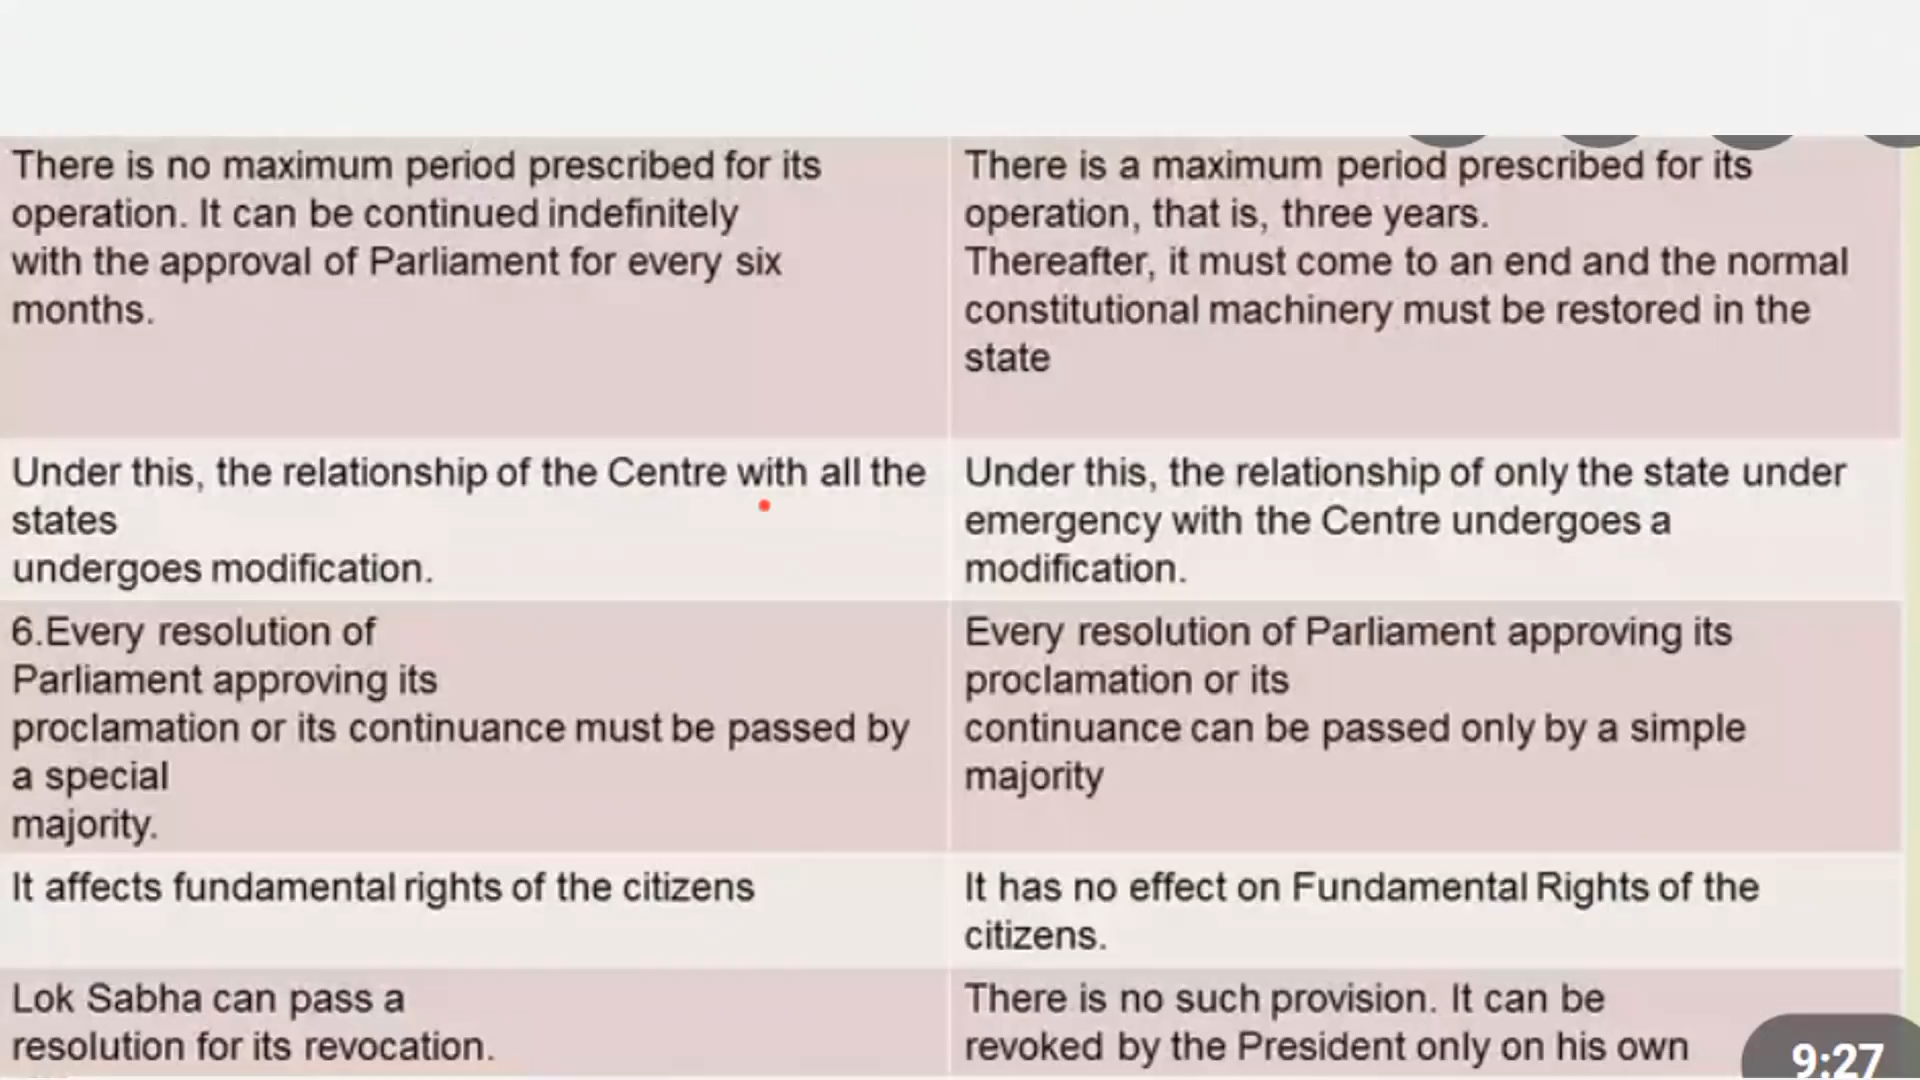 There is no maximum period prescribed for its
operation. It can be continued indefinitely
with the approval of Parliament for every six
months.
There is a maximum period prescribed for its
operation, that is, three years.
Thereafter, it must come to an end and the normal
constitutional machinery must be restored in the
state
Under this, the relationship of the Centre with all the
states
undergoes modification.
Under this, the relationship of only the state under
emergency with the Centre undergoes a
modification.
6.Every resolution of
Parliament approving its
proclamation or its continuance must be passed by
a special
majority.
Every resolution of Parliament approving its
proclamation or its
continuance can be passed only by a simple
majority
It affects fundamental rights of the citizens
It has no effect on Fundamental Rights of the
citizens.
Lok Sabha can pass a
resolution for its revocation.
There is no such provision. It can be
revoked by the President only on his own
9:27